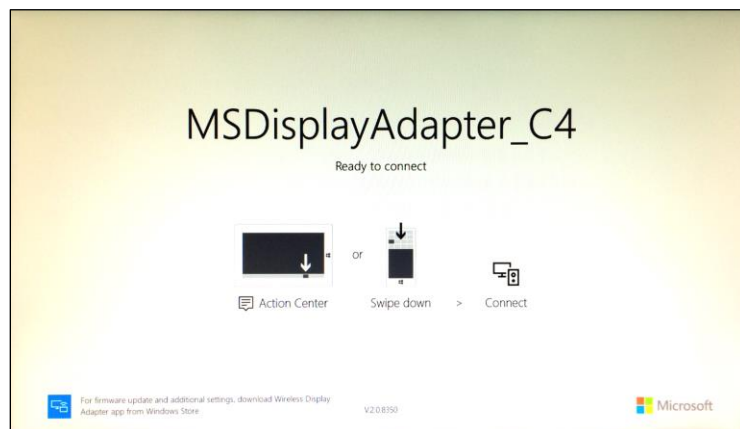 MSDisplayAdapter_C4
Ready to connect
or
Action Center
Swipe down
>
Connect
For firmware update and additional settings, download Wireless Display
Adapter app from Windows Store
V2.0.8350
Microsoft